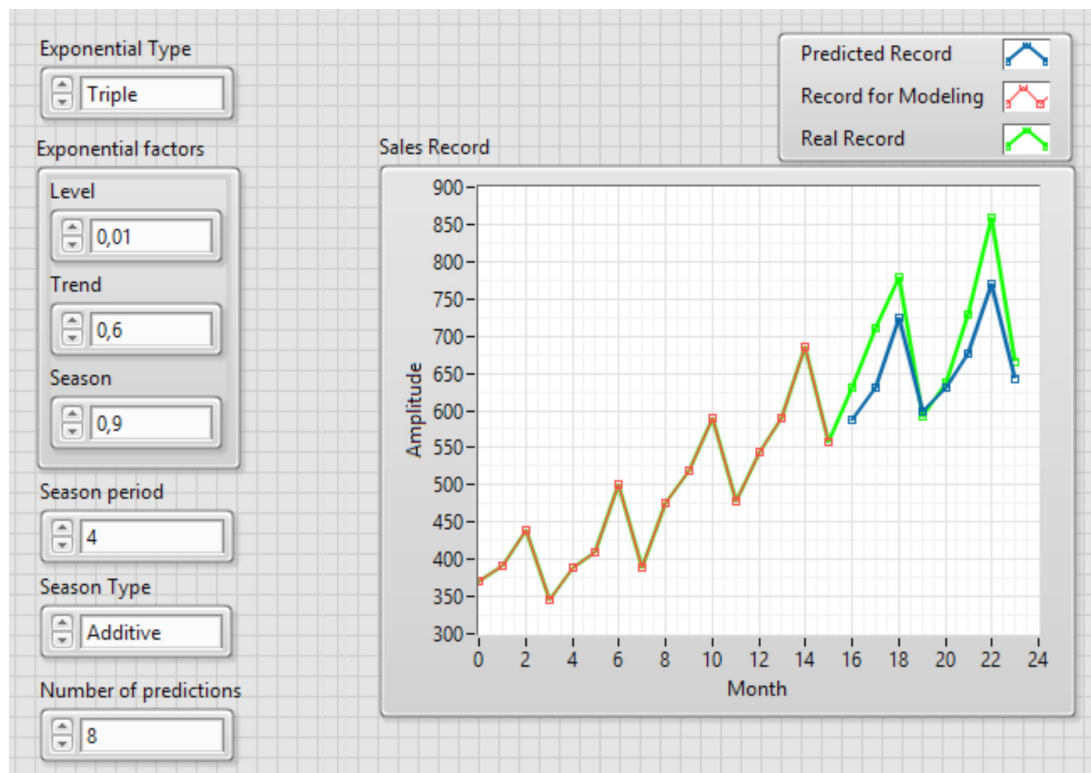 Exponential Type
Triple
Exponential factors
Level
0,01
Trend
0,6
Season
0,9
Season period
4
Season Type
Additive
Number of predictions
8
Predicted Record
Record for Modeling
Real Record
Sales Record
900
850
800
750
700
650
600
550
500
450
400
350
300
Amplitude
0 2 4 6 8 10 12 14 16 18 20 22 24
Month